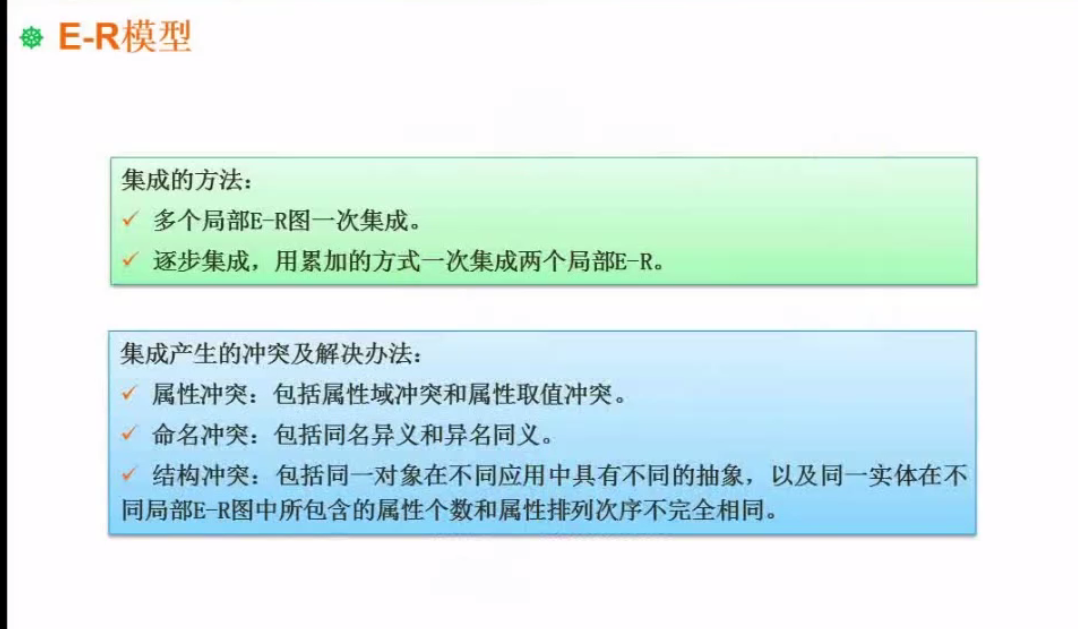 E-R模型
集成的方法：
✓ 多个局部E-R图一次集成。
✓ 逐步集成，用累加的方式一次集成两个局部E-R。
集成产生的冲突及解决办法：
✓ 属性冲突：包括属性域冲突和属性取值冲突。
✓ 命名冲突：包括同名异义和异名同义。
✓ 结构冲突：包括同一对象在不同应用中具有不同的抽象，以及同一实体在不
同局部E-R图中所包含的属性个数和属性排列次序不完全相同。